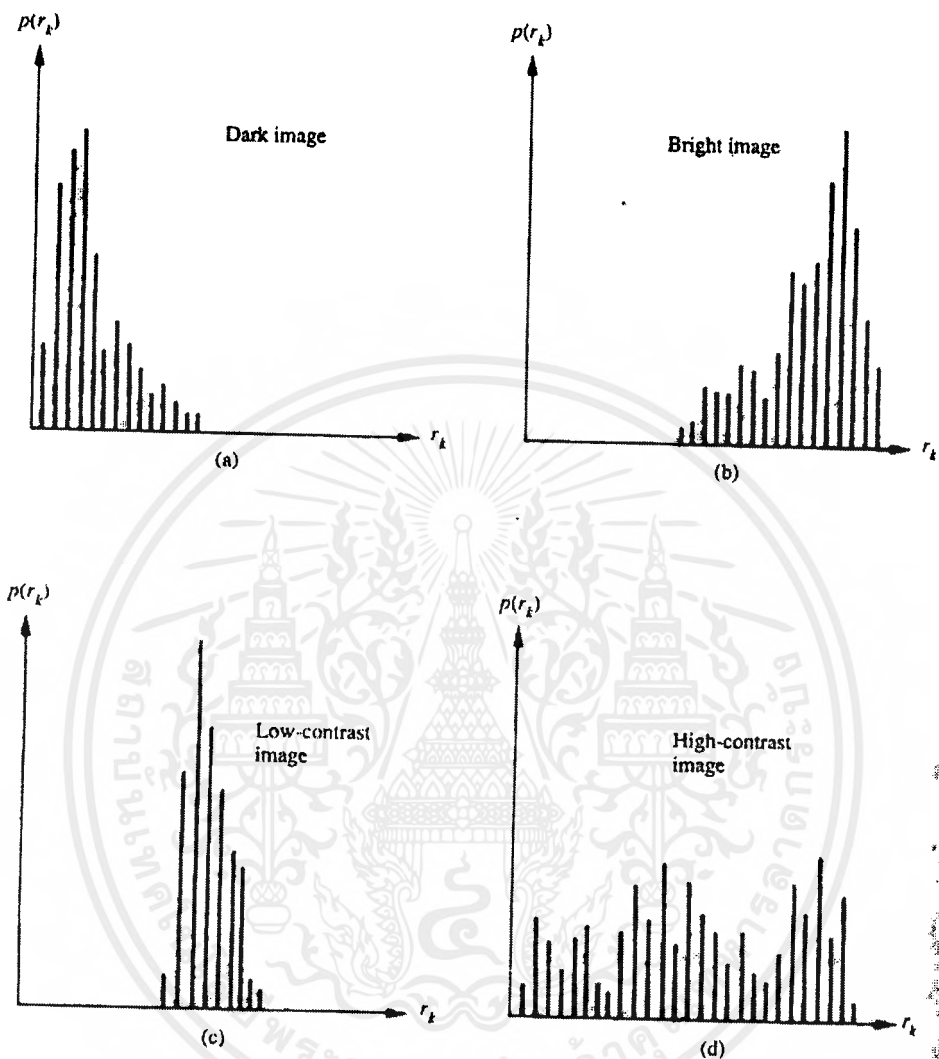 p(r_k)
Dark image
r_k
(a)
p(r_k)
Bright image
r_k
(b)
p(r_k)
Low-contrast
image
r_k
(c)
p(r_k)
High-contrast
image
r_k
(d)